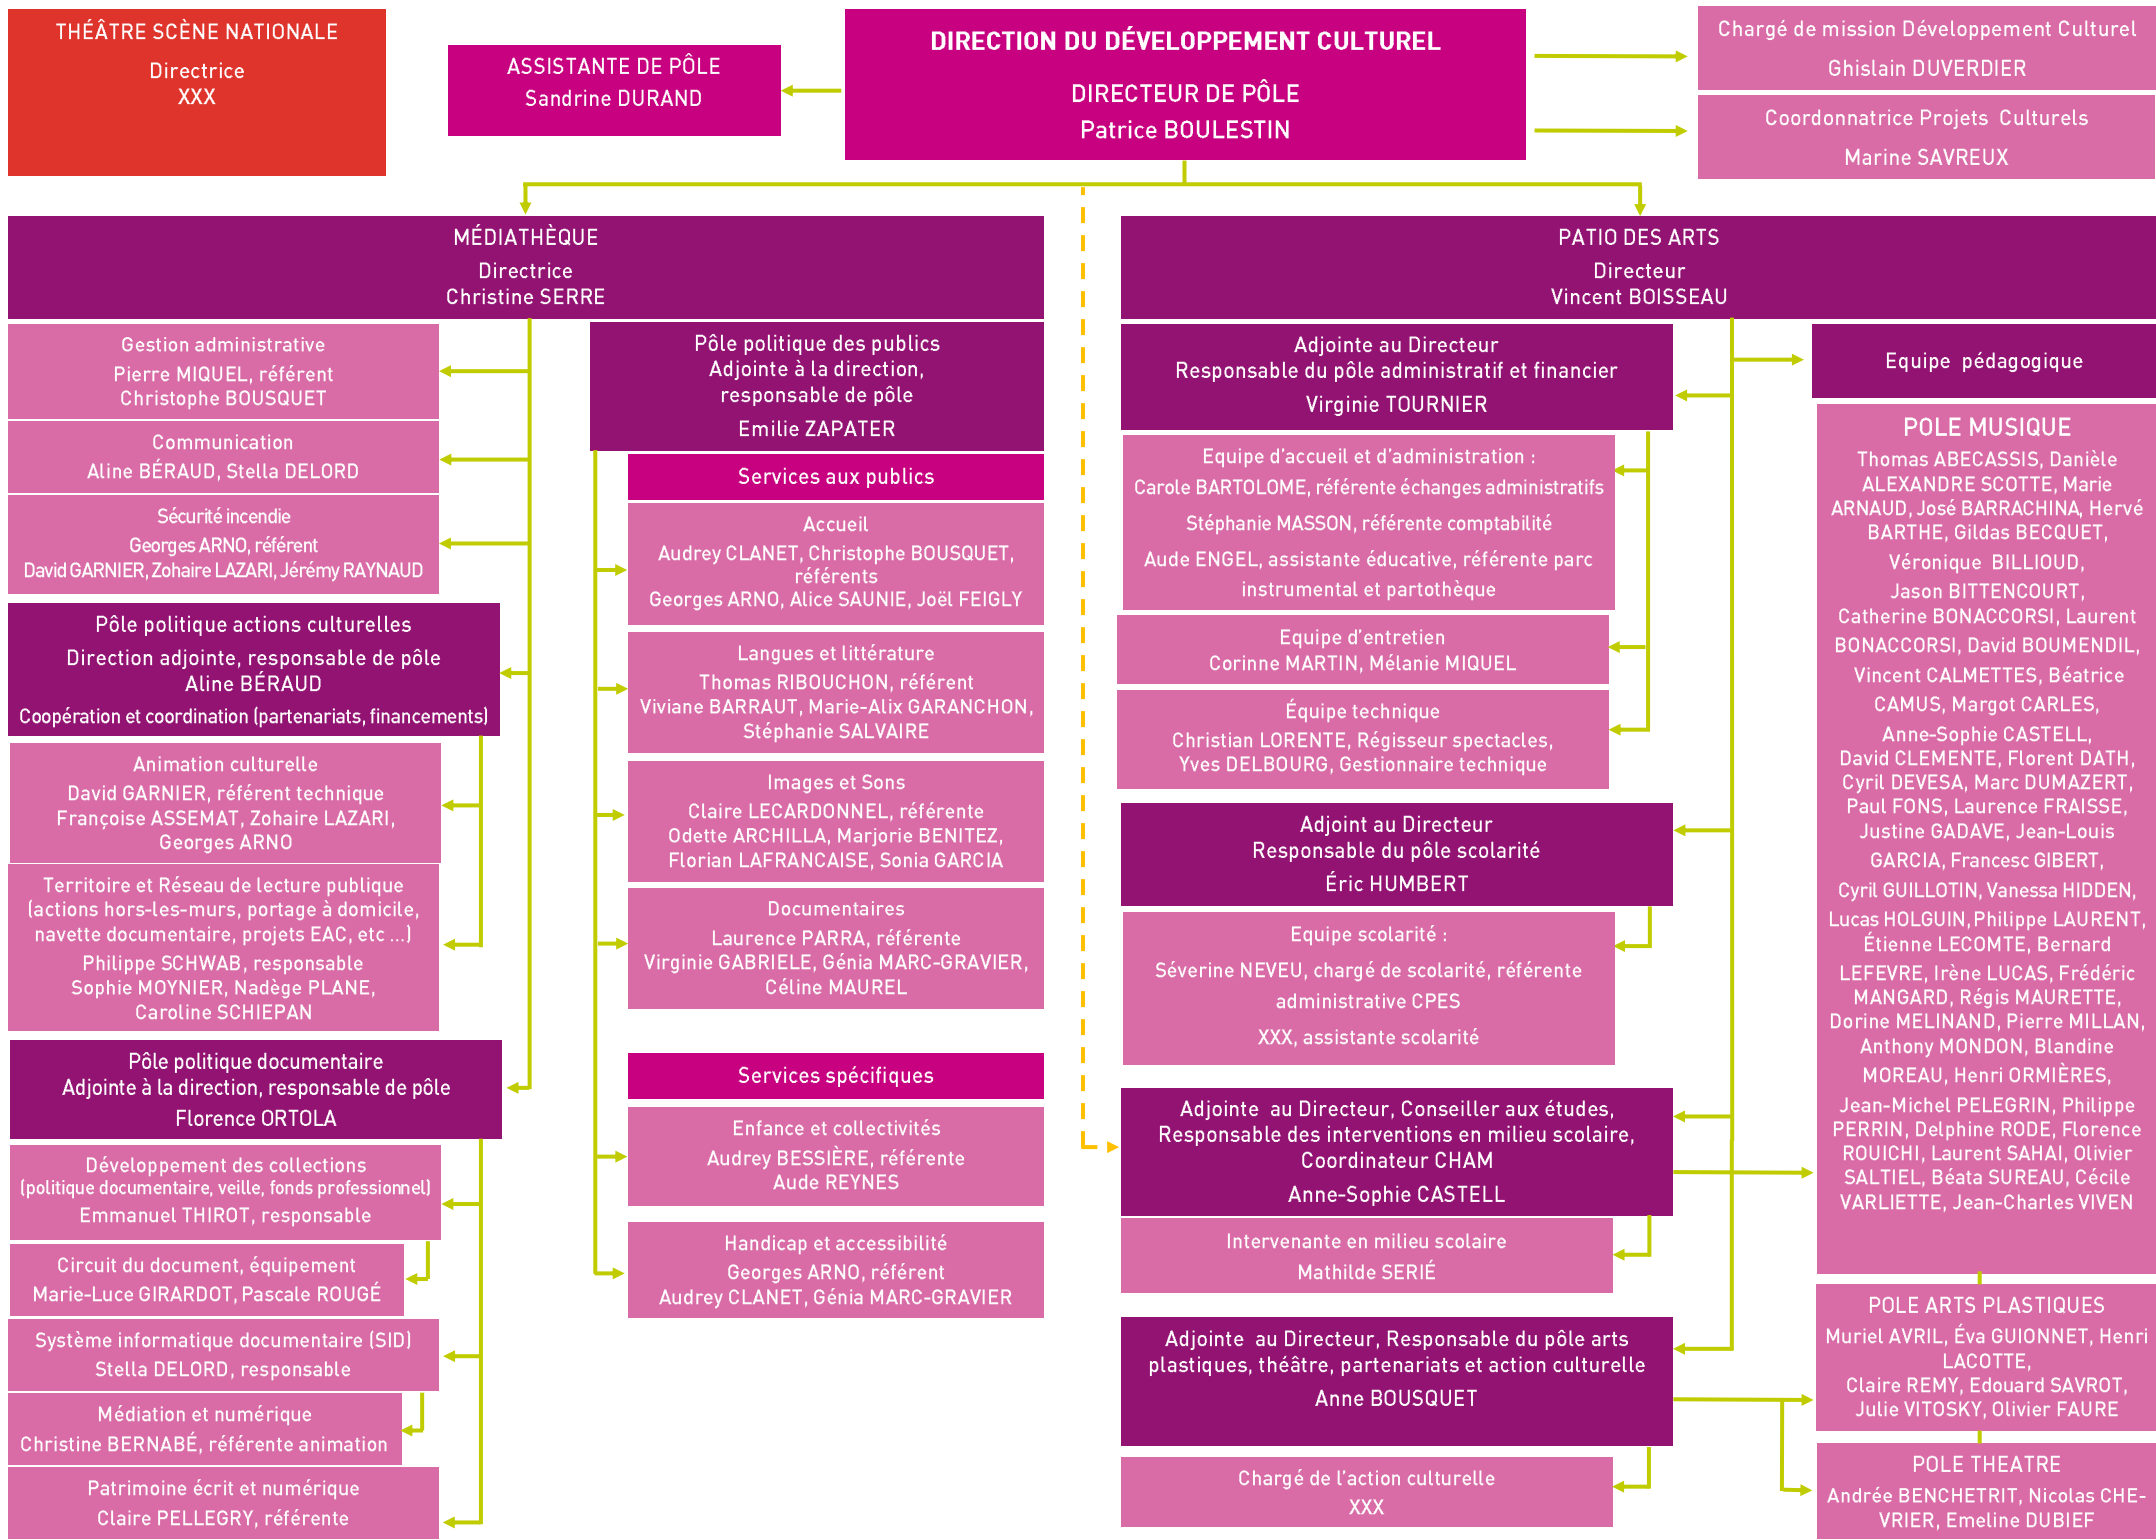 THÉÂTRE SCÈNE NATIONALE
Directrice
XXX
ASSISTANTE DE PÔLE
Sandrine DURAND
DIRECTION DU DÉVELOPPEMENT CULTUREL
DIRECTEUR DE PÔLE
Patrice BOULESTIN
Chargé de mission Développement Culturel
Ghislain DUVERDIER
Coordonnatrice Projets Culturels
Marine SAVREUX
MÉDIATHÈQUE
Directrice
Christine SERRE
Gestion administrative
Pierre MIQUEL, référent
Christophe BOUSQUET
Communication
Aline BÉRAUD, Stella DELORD
Sécurité incendie
Georges ARNO, référent
David GARNIER, Zohaire LAZARI, Jérémy RAYNAUD
Pôle politique actions culturelles
Direction adjointe, responsable de pôle
Aline BÉRAUD
Coopération et coordination (partenariats, financements)
Animation culturelle
David GARNIER, référent technique
Françoise ASSEMAT, Zohaire LAZARI,
Georges ARNO
Territoire et Réseau de lecture publique
(actions hors-les-murs, portage à domicile,
navette documentaire, projets EAC, etc ...)
Philippe SCHWAB, responsable
Sophie MOYNIER, Nadège PLANE,
Caroline SCHIEPAN
Pôle politique documentaire
Adjointe à la direction, responsable de pôle
Florence ORTOLA
Développement des collections
(politique documentaire, veille, fonds professionnel)
Emmanuel THIROT, responsable
Circuit du document, équipement
Marie-Luce GIRARDOT, Pascale ROUGÉ
Système informatique documentaire (SID)
Stella DELORD, responsable
Médiation et numérique
Christine BERNABÉ, référente animation
Patrimoine écrit et numérique
Claire PELLEGRY, référente
Pôle politique des publics
Adjointe à la direction,
responsable de pôle
Emilie ZAPATER
Services aux publics
Accueil
Audrey CLANET, Christophe BOUSQUET,
référents
Georges ARNO, Alice SAUNIE, Joël FEIGLY
Langues et littérature
Thomas RIBOUCHON, référent
Viviane BARRAUT, Marie-Alix GARANCHON,
Stéphanie SALVAIRE
Images et Sons
Claire LECARDONNEL, référente
Odette ARCHILLA, Marjorie BENITEZ,
Florian LAFRANCAISE, Sonia GARCIA
Documentaires
Laurence PARRA, référente
Virginie GABRIELE, Génia MARC-GRAVIER,
Céline MAUREL
Services spécifiques
Enfance et collectivités
Audrey BESSIÈRE, référente
Aude REYNES
Handicap et accessibilité
Georges ARNO, référent
Audrey CLANET, Génia MARC-GRAVIER
PATIO DES ARTS
Directeur
Vincent BOISSEAU
Adjointe au Directeur
Responsable du pôle administratif et financier
Virginie TOURNIER
Equipe d'accueil et d'administration :
Carole BARTOLOME, référente échanges administratifs
Stéphanie MASSON, référente comptabilité
Aude ENGEL, assistante éducative, référente parc
instrumental et partothèque
Equipe d'entretien
Corinne MARTIN, Mélanie MIQUEL
Équipe technique
Christian LORENTE, Régisseur spectacles,
Yves DELBOURG, Gestionnaire technique
Adjoint au Directeur
Responsable du pôle scolarité
Éric HUMBERT
Equipe scolarité :
Séverine NEVEU, chargé de scolarité, référente
administrative CPES
XXX, assistante scolarité
Adjointe au Directeur, Conseiller aux études,
Responsable des interventions en milieu scolaire,
Coordinateur CHAM
Anne-Sophie CASTELL
Intervenante en milieu scolaire
Mathilde SERIÉ
Adjointe au Directeur, Responsable du pôle arts
plastiques, théâtre, partenariats et action culturelle
Anne BOUSQUET
Chargé de l'action culturelle
XXX
Equipe pédagogique
POLE MUSIQUE
Thomas ABECASSIS, Danièle
ALEXANDRE SCOTTE, Marie
ARNAUD, José BARRACHINA, Hervé
BARTHE, Gildas BECQUET,
Véronique BILLIOUD,
Jason BITTENCOURT,
Catherine BONACCORSI, Laurent
BONACCORSI, David BOUMENDIL,
Vincent CALMETTES, Béatrice
CAMUS, Margot CARLES,
Anne-Sophie CASTELL,
David CLEMENTE, Florent DATH,
Cyril DEVESA, Marc DUMAZERT,
Paul FONS, Laurence FRAISSE,
Justine GADAVE, Jean-Louis
GARCIA, Francesc GIBERT,
Cyril GUILLOTIN, Vanessa HIDDEN,
Lucas HOLGUIN, Philippe LAURENT,
Étienne LECOMTE, Bernard
LEFEVRE, Irène LUCAS, Frédéric
MANGARD, Régis MAURETTE,
Dorine MELINAND, Pierre MILLAN,
Anthony MONDON, Blandine
MOREAU, Henri ORMIÈRES,
Jean-Michel PELEGRIN, Philippe
PERRIN, Delphine RODE, Florence
ROUICHI, Laurent SAHAI, Olivier
SALTIEL, Béata SUREAU, Cécile
VARLIETTE, Jean-Charles VIVEN
POLE ARTS PLASTIQUES
Muriel AVRIL, Éva GUIONNET, Henri
LACOTTE,
Claire REMY, Edouard SAVROT,
Julie VITOSKY, Olivier FAURE
POLE THEATRE
Andrée BENCHETRIT, Nicolas CHE-
VRIER, Emeline DUBIEF